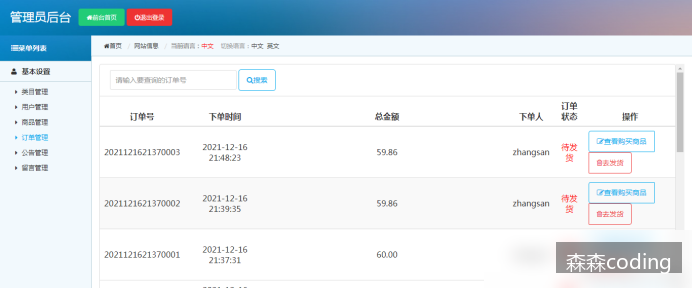 管理员后台 前台首页 退出登录
菜单列表 首页 / 网站信息 / 当前语言：中文 切换语言：中文 英文
基本设置
类目管理
用户管理
商品管理
订单管理
公告管理
留言管理
请输入要查询的订单号 搜索
订单号 下单时间 总金额 下单人 订单状态 操作
2021121621370003 2021-12-16 21:48:23 59.86 zhangsan 待发货 查看购买商品 去发货
2021121621370002 2021-12-16 21:39:35 59.86 zhangsan 待发货 查看购买商品 去发货
2021121621370001 2021-12-16 21:37:31 60.00
森森coding